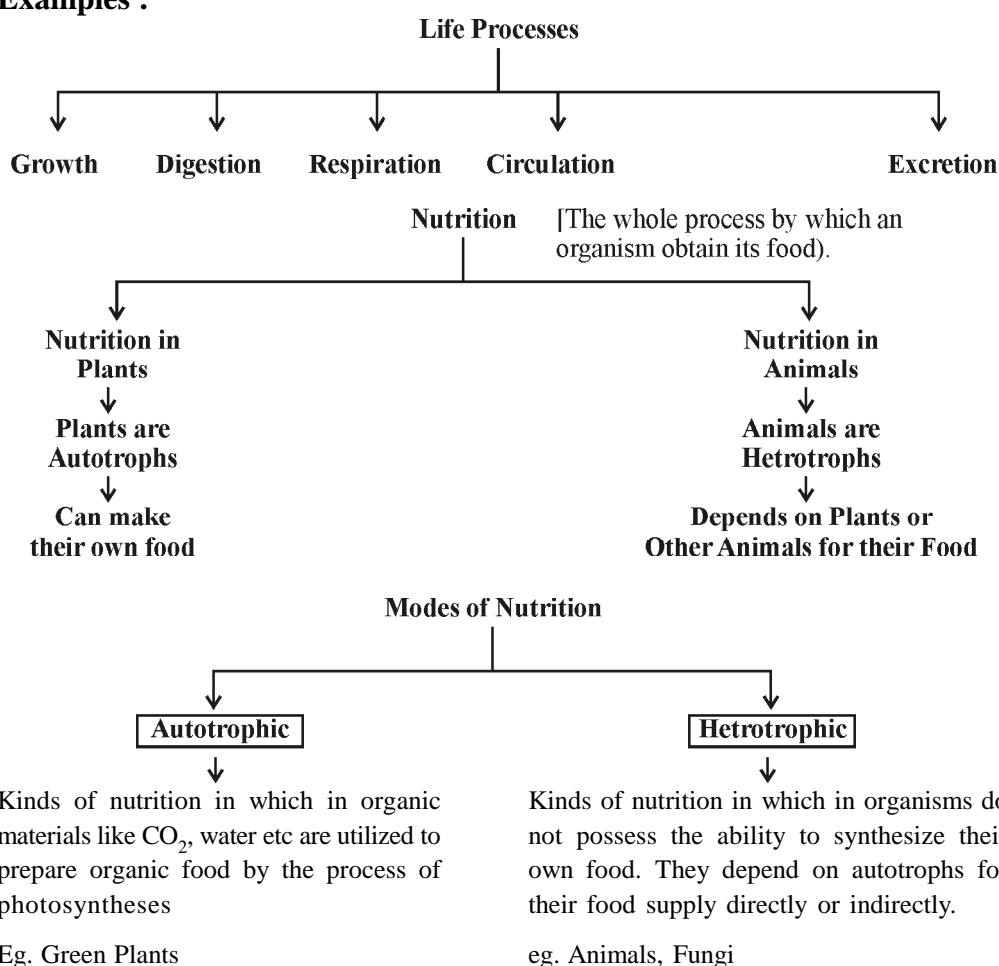 Examples :
Life Processes
Growth Digestion Respiration Circulation Excretion
Nutrition [The whole process by which an
organism obtain its food).
Nutrition in
Plants
Plants are
Autotrophs
Can make
their own food
Nutrition in
Animals
Animals are
Hetrotrophs
Depends on Plants or
Other Animals for their Food
Modes of Nutrition
Autotrophic
Kinds of nutrition in which in organic
materials like CO₂, water etc are utilized to
prepare organic food by the process of
photosyntheses
Eg. Green Plants
Hetrotrophic
Kinds of nutrition in which in organisms do
not possess the ability to synthesize their
own food. They depend on autotrophs for
their food supply directly or indirectly.
eg. Animals, Fungi